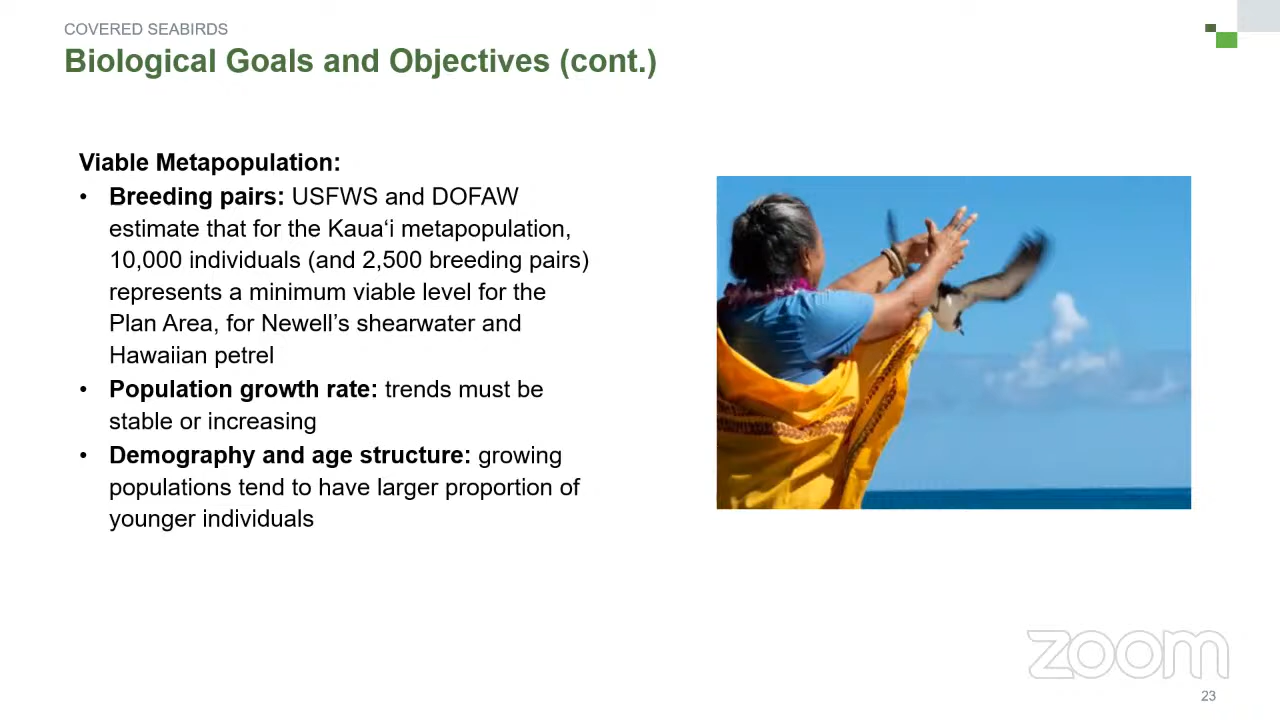 COVERED SEABIRDS
Biological Goals and Objectives (cont.)
Viable Metapopulation:
• Breeding pairs: USFWS and DOFAW
estimate that for the Kauaʻi metapopulation,
10,000 individuals (and 2,500 breeding pairs)
represents a minimum viable level for the
Plan Area, for Newell’s shearwater and
Hawaiian petrel
• Population growth rate: trends must be
stable or increasing
• Demography and age structure: growing
populations tend to have larger proportion of
younger individuals
zoom
23